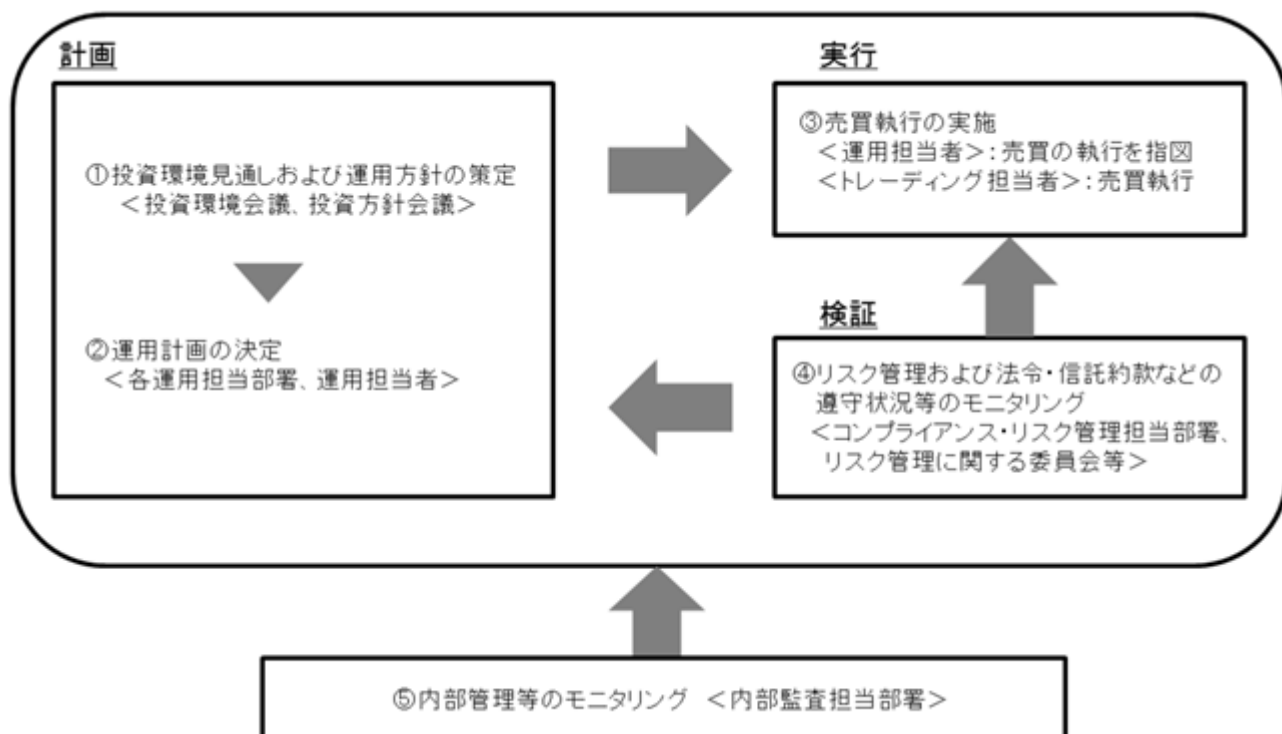 計画
①投資環境見通しおよび運用方針の策定
＜投資環境会議、投資方針会議＞
②運用計画の決定
＜各運用担当部署、運用担当者＞
実行
③売買執行の実施
＜運用担当者＞：売買の執行を指図
＜トレーディング担当者＞：売買執行
検証
④リスク管理および法令・信託約款などの
遵守状況等のモニタリング
＜コンプライアンス・リスク管理担当部署、
リスク管理に関する委員会等＞
⑤内部管理等のモニタリング ＜内部監査担当部署＞